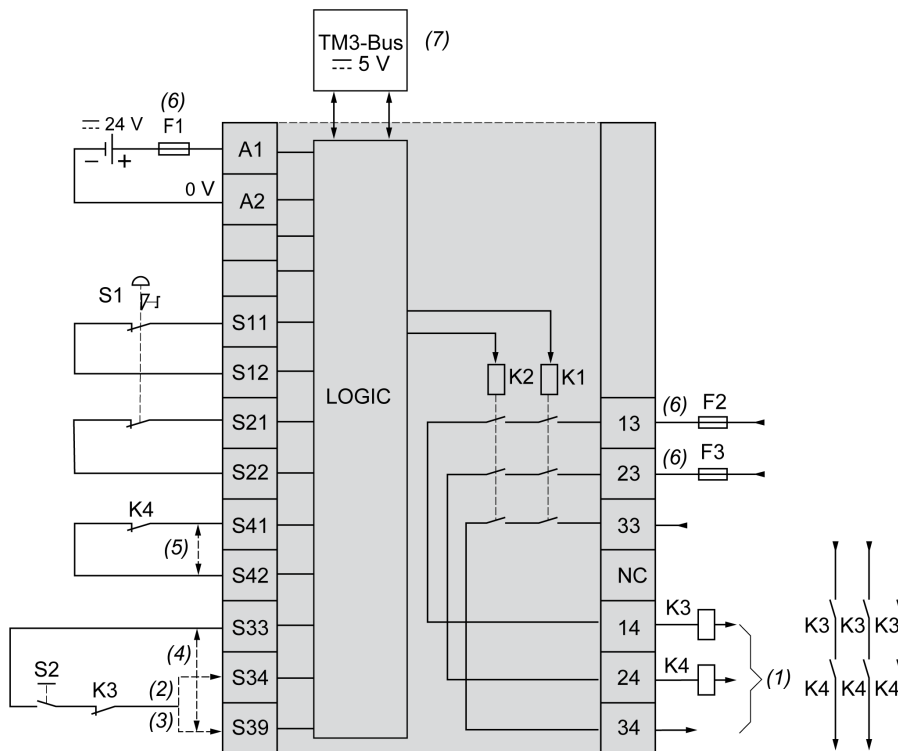 TM3-Bus (7)
5 V
(6)
24 V F1
− +
A1
0 V
A2
S1
S11
S12
S21
S22
K4
S41
(5)
S42
S33
(4)
S2
K3
(2)
S34
(3)
S39
LOGIC
K2 K1
13
(6) F2
23
(6) F3
33
NC
14
K3
24
K4
34
(1)
K3 K3 K3
K4 K4 K4